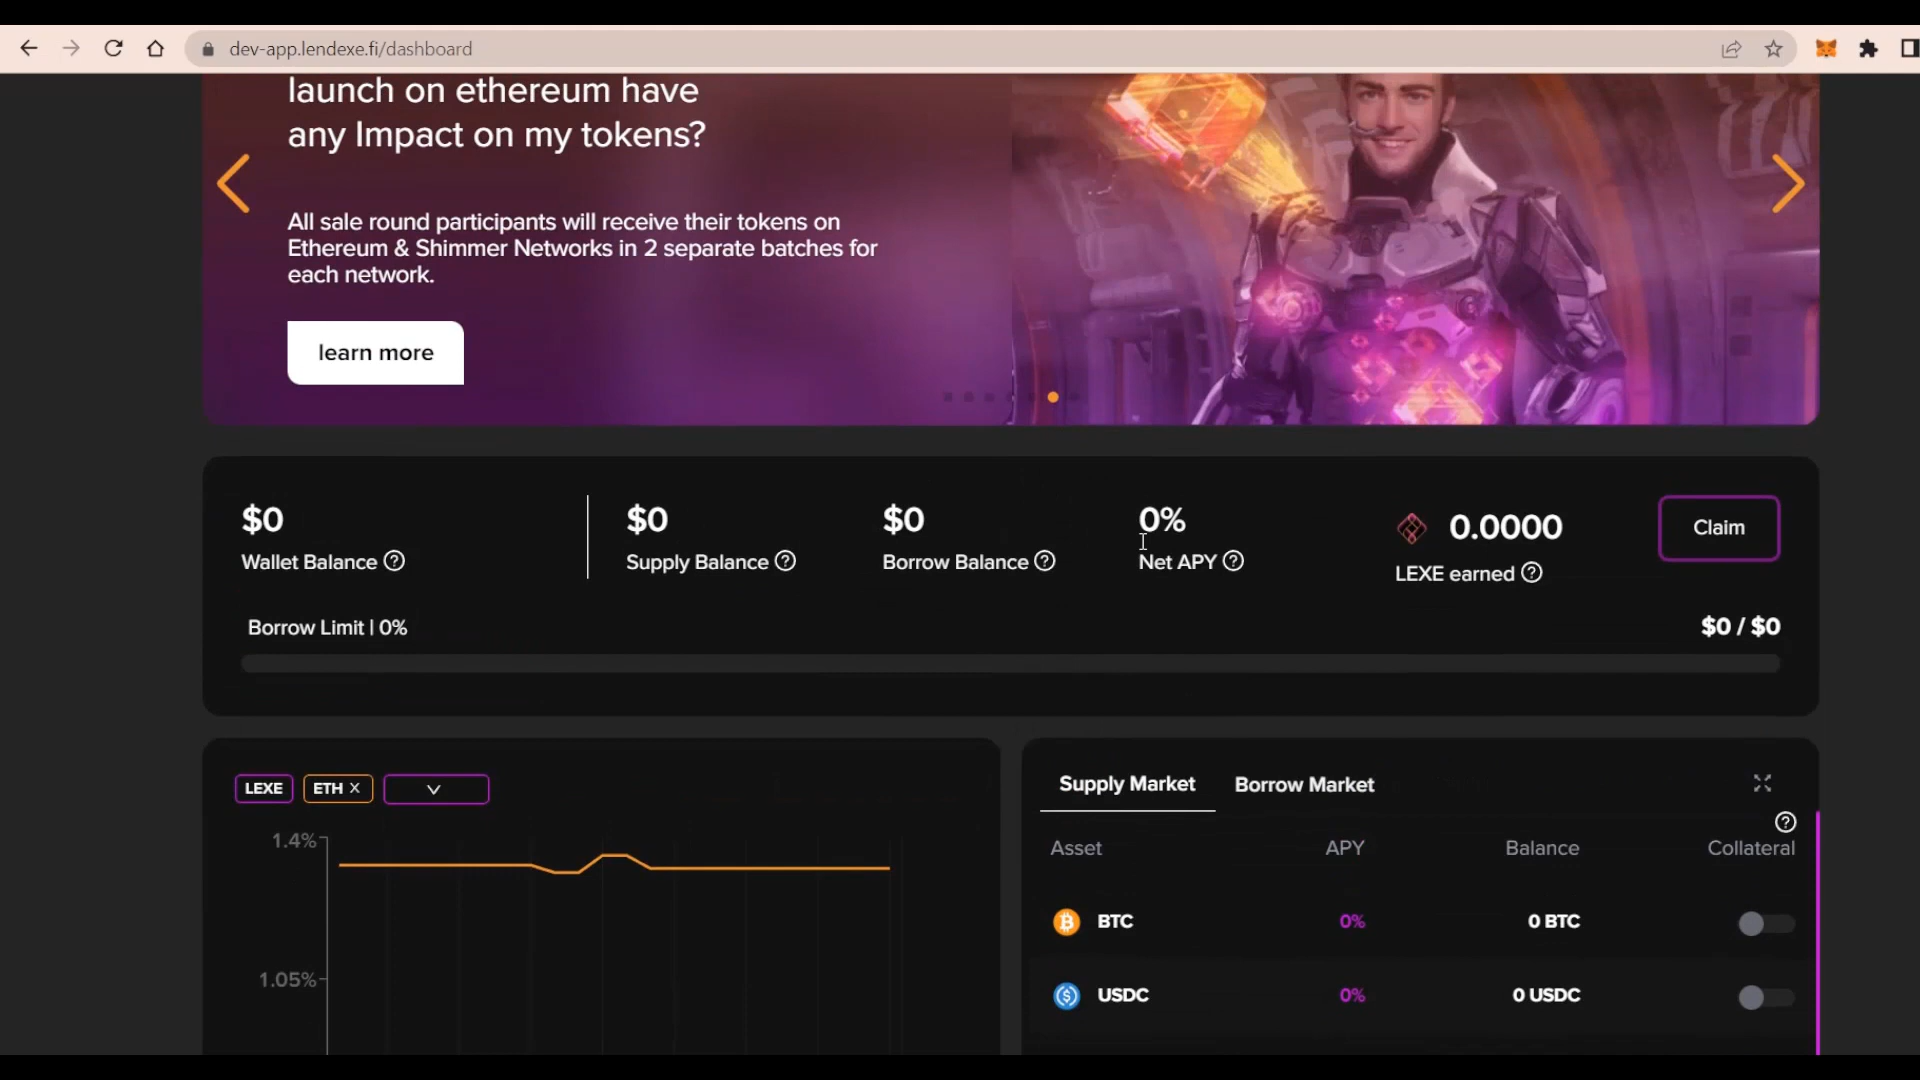 dev-app.lendexe.fi/dashboard
launch on ethereum have
any Impact on my tokens?
All sale round participants will receive their tokens on
Ethereum & Shimmer Networks in 2 separate batches for
each network.
learn more
$0
Wallet Balance
$0
Supply Balance
$0
Borrow Balance
0%
Net APY
0.0000
LEXE earned
Claim
Borrow Limit | 0%
$0 / $0
LEXE
ETH X
1.4%
1.05%
Supply Market
Borrow Market
Asset
APY
Balance
Collateral
BTC
0%
0 BTC
USDC
0%
0 USDC